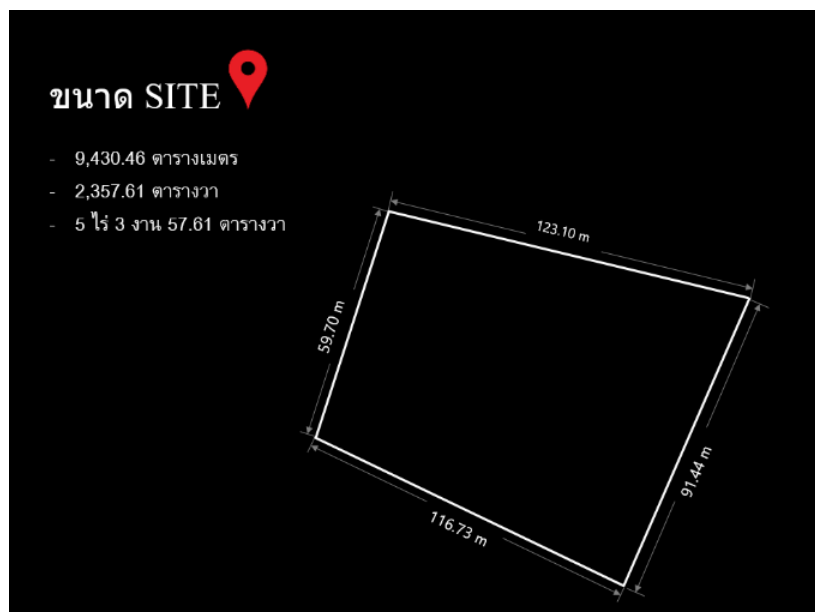 ขนาด SITE
- 9,430.46 ตารางเมตร
- 2,357.61 ตารางวา
- 5 ไร่ 3 งาน 57.61 ตารางวา
123.10 m
59.70 m
91.44 m
116.73 m